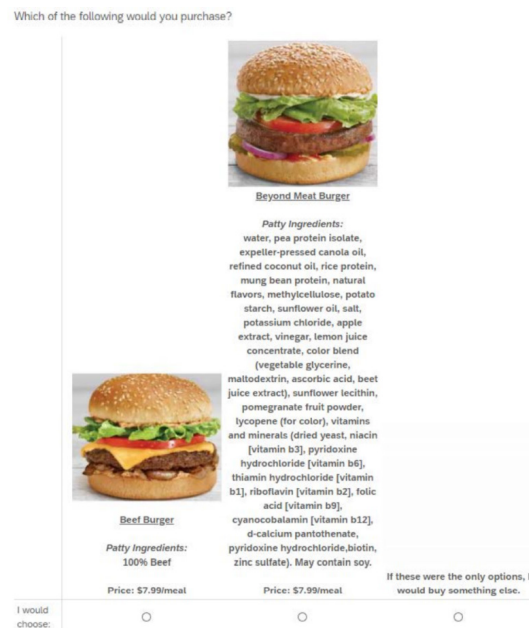 Which of the following would you purchase?
Beyond Meat Burger
Patty Ingredients:
water, pea protein isolate,
expeller-pressed canola oil,
refined coconut oil, rice protein,
mung bean protein, natural
flavors, methylcellulose, potato
starch, sunflower oil, salt,
potassium chloride, apple
extract, vinegar, lemon juice
concentrate, color blend
(vegetable glycerine,
maltodextrin, ascorbic acid, beet
juice extract), sunflower lecithin,
pomegranate fruit powder,
lycopene (for color), vitamins
and minerals (dried yeast, niacin
[vitamin b3], pyridoxine
hydrochloride [vitamin b6],
thiamin hydrochloride [vitamin
b1], riboflavin [vitamin b2], folic
acid [vitamin b9],
cyanocobalamin [vitamin b12],
d-calcium pantothenate,
pyridoxine hydrochloride,biotin,
zinc sulfate). May contain soy.
Price: $7.99/meal
Beef Burger
Patty Ingredients:
100% Beef
Price: $7.99/meal
If these were the only options, I
would buy something else.
I would
choose: